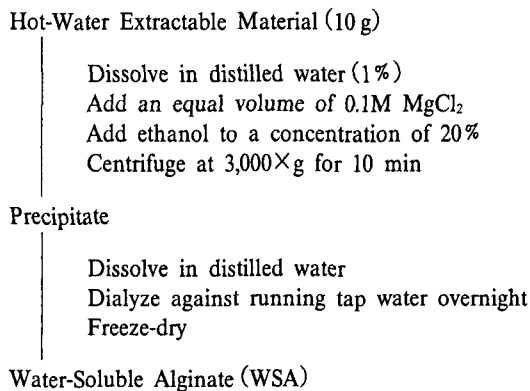 Hot-Water Extractable Material (10 g)
Dissolve in distilled water (1%)
Add an equal volume of 0.1M MgCl₂
Add ethanol to a concentration of 20%
Centrifuge at 3,000×g for 10 min
Precipitate
Dissolve in distilled water
Dialyze against running tap water overnight
Freeze-dry
Water-Soluble Alginate (WSA)